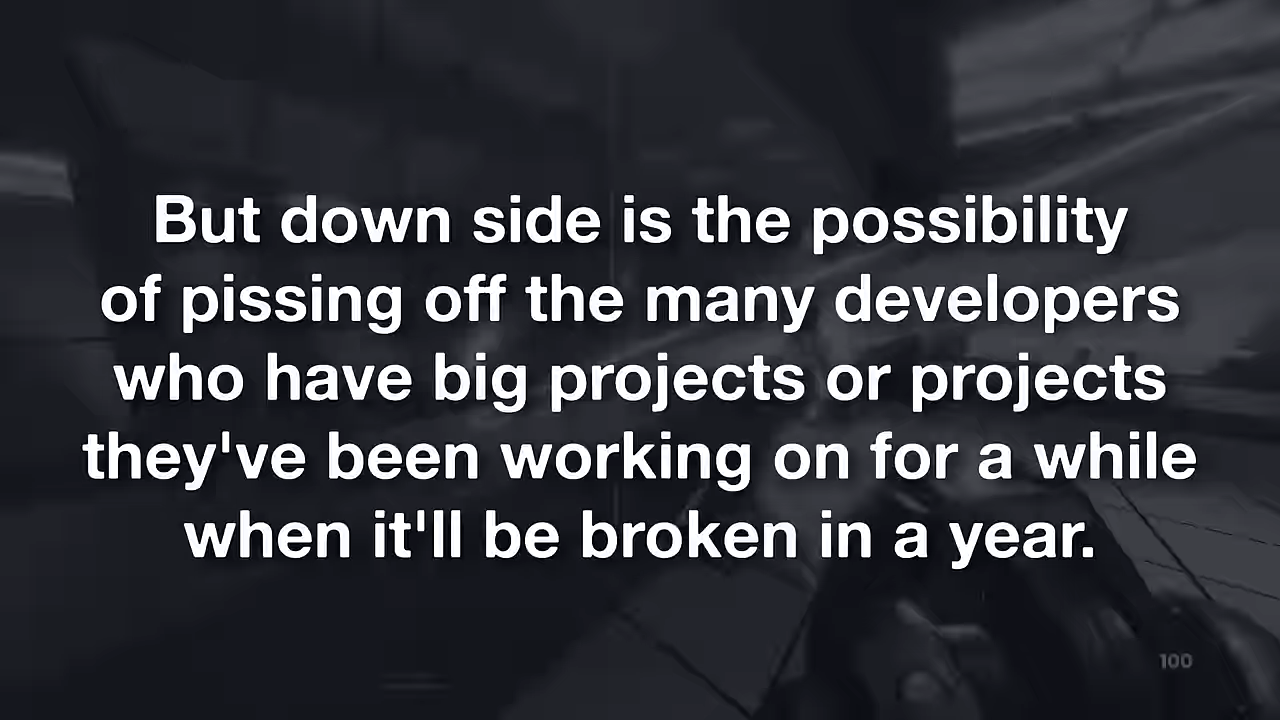 But down side is the possibility
of pissing off the many developers
who have big projects or projects
they've been working on for a while
when it'll be broken in a year.
100